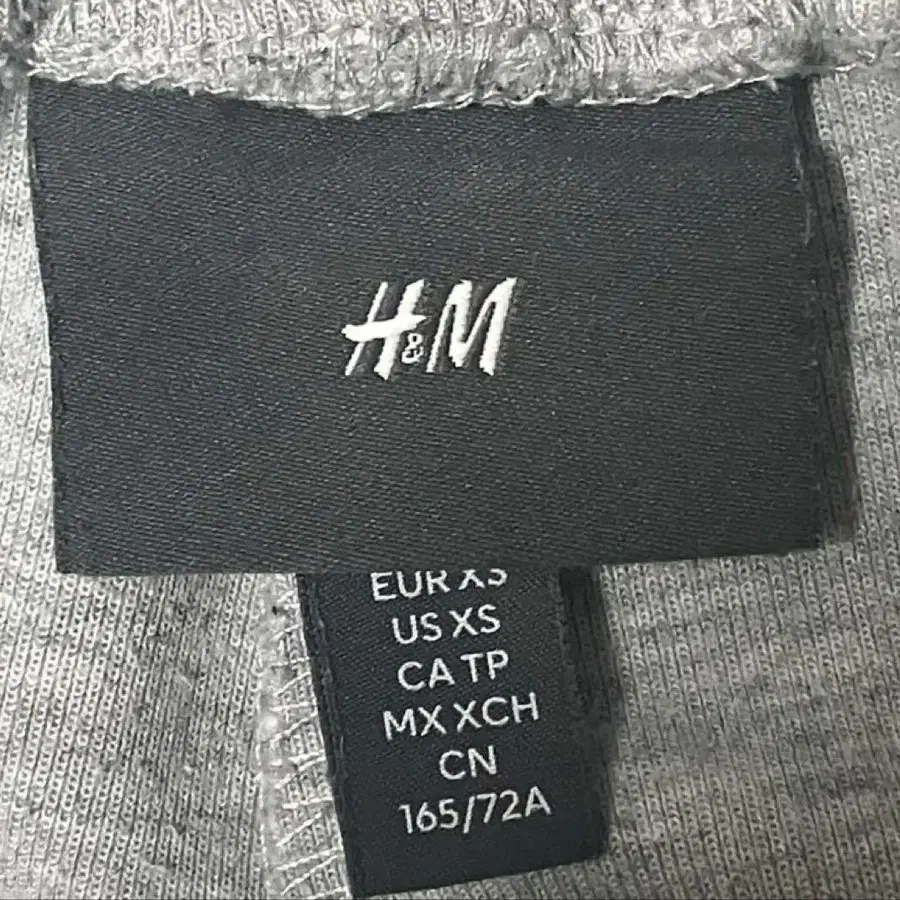 H&M
EUR XS
US XS
CA TP
MX XCH
CN
165/72A